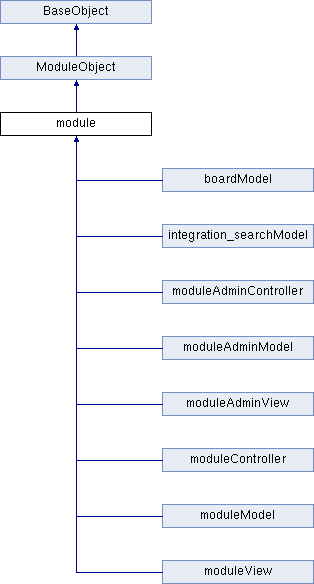 BaseObject
ModuleObject
module
boardModel
integration_searchModel
moduleAdminController
moduleAdminModel
moduleAdminView
moduleController
moduleModel
moduleView